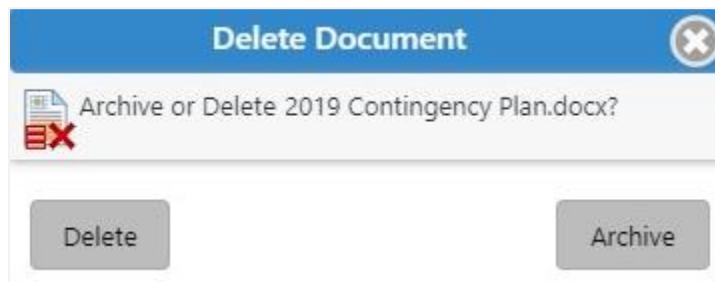 Delete Document
Archive or Delete 2019 Contingency Plan.docx?
Delete
Archive